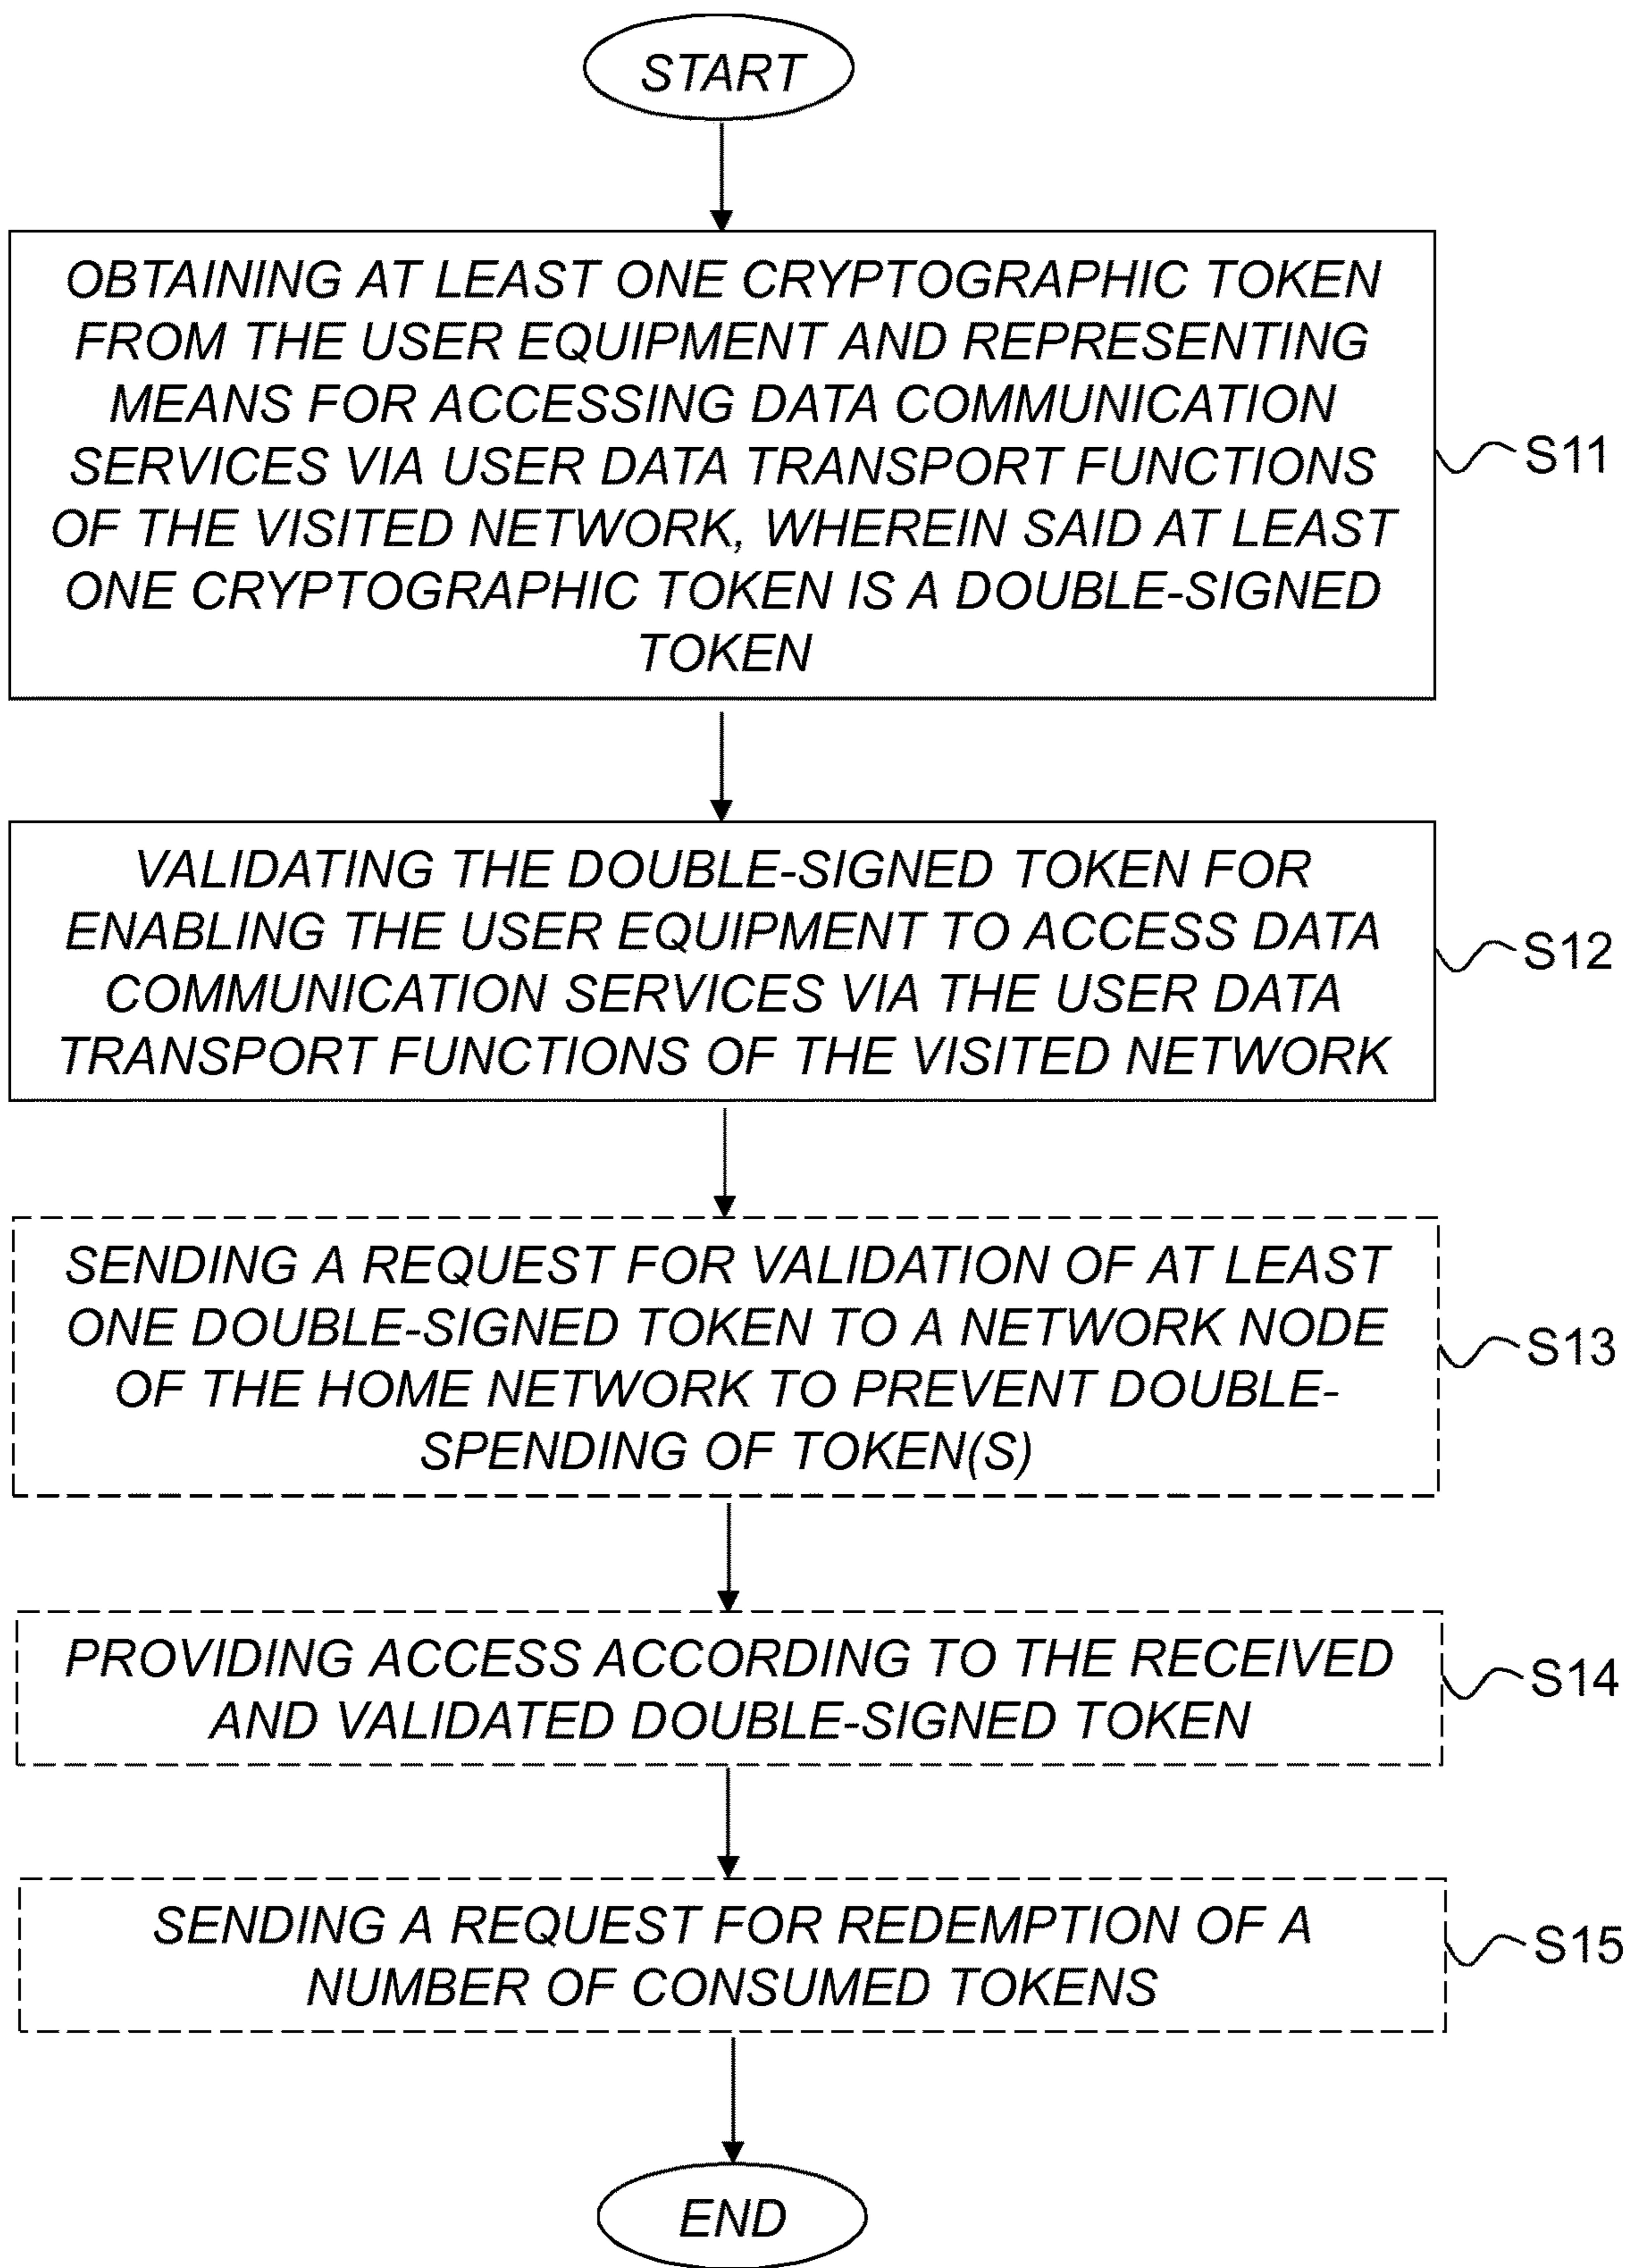 START
OBTAINING AT LEAST ONE CRYPTOGRAPHIC TOKEN
FROM THE USER EQUIPMENT AND REPRESENTING
MEANS FOR ACCESSING DATA COMMUNICATION
SERVICES VIA USER DATA TRANSPORT FUNCTIONS
OF THE VISITED NETWORK, WHEREIN SAID AT LEAST
ONE CRYPTOGRAPHIC TOKEN IS A DOUBLE-SIGNED
TOKEN
S11
VALIDATING THE DOUBLE-SIGNED TOKEN FOR
ENABLING THE USER EQUIPMENT TO ACCESS DATA
COMMUNICATION SERVICES VIA THE USER DATA
TRANSPORT FUNCTIONS OF THE VISITED NETWORK
S12
SENDING A REQUEST FOR VALIDATION OF AT LEAST
ONE DOUBLE-SIGNED TOKEN TO A NETWORK NODE
OF THE HOME NETWORK TO PREVENT DOUBLE-
SPENDING OF TOKEN(S)
S13
PROVIDING ACCESS ACCORDING TO THE RECEIVED
AND VALIDATED DOUBLE-SIGNED TOKEN
S14
SENDING A REQUEST FOR REDEMPTION OF A
NUMBER OF CONSUMED TOKENS
S15
END